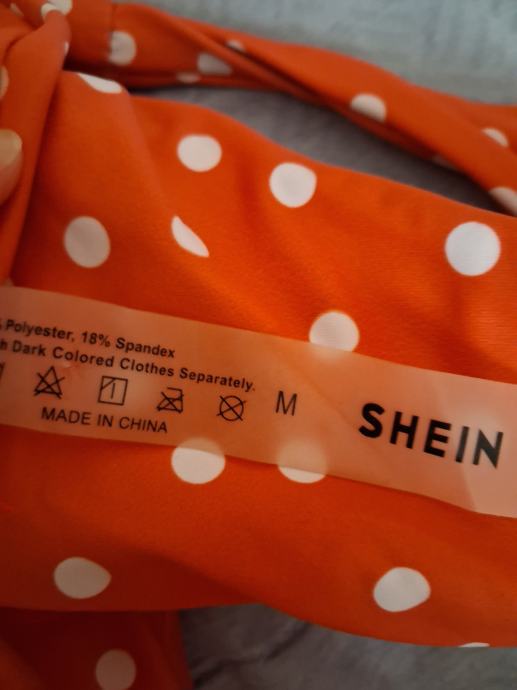 Polyester, 18% Spandex
Dark Colored Clothes Separately.
M
MADE IN CHINA
SHEIN